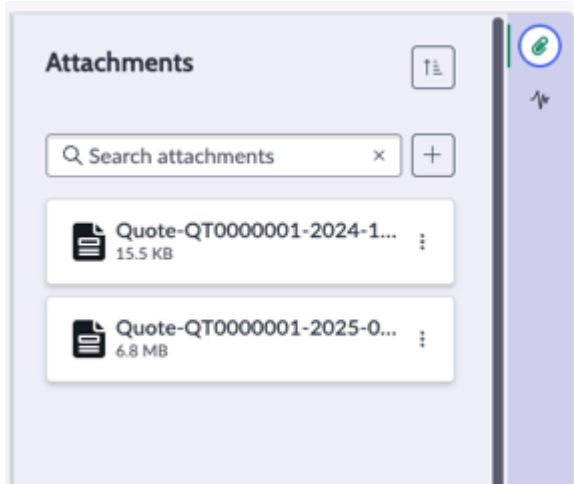 Attachments
Search attachments
Quote-QT0000001-2024-1...
15.5 KB
Quote-QT0000001-2025-0...
6.8 MB